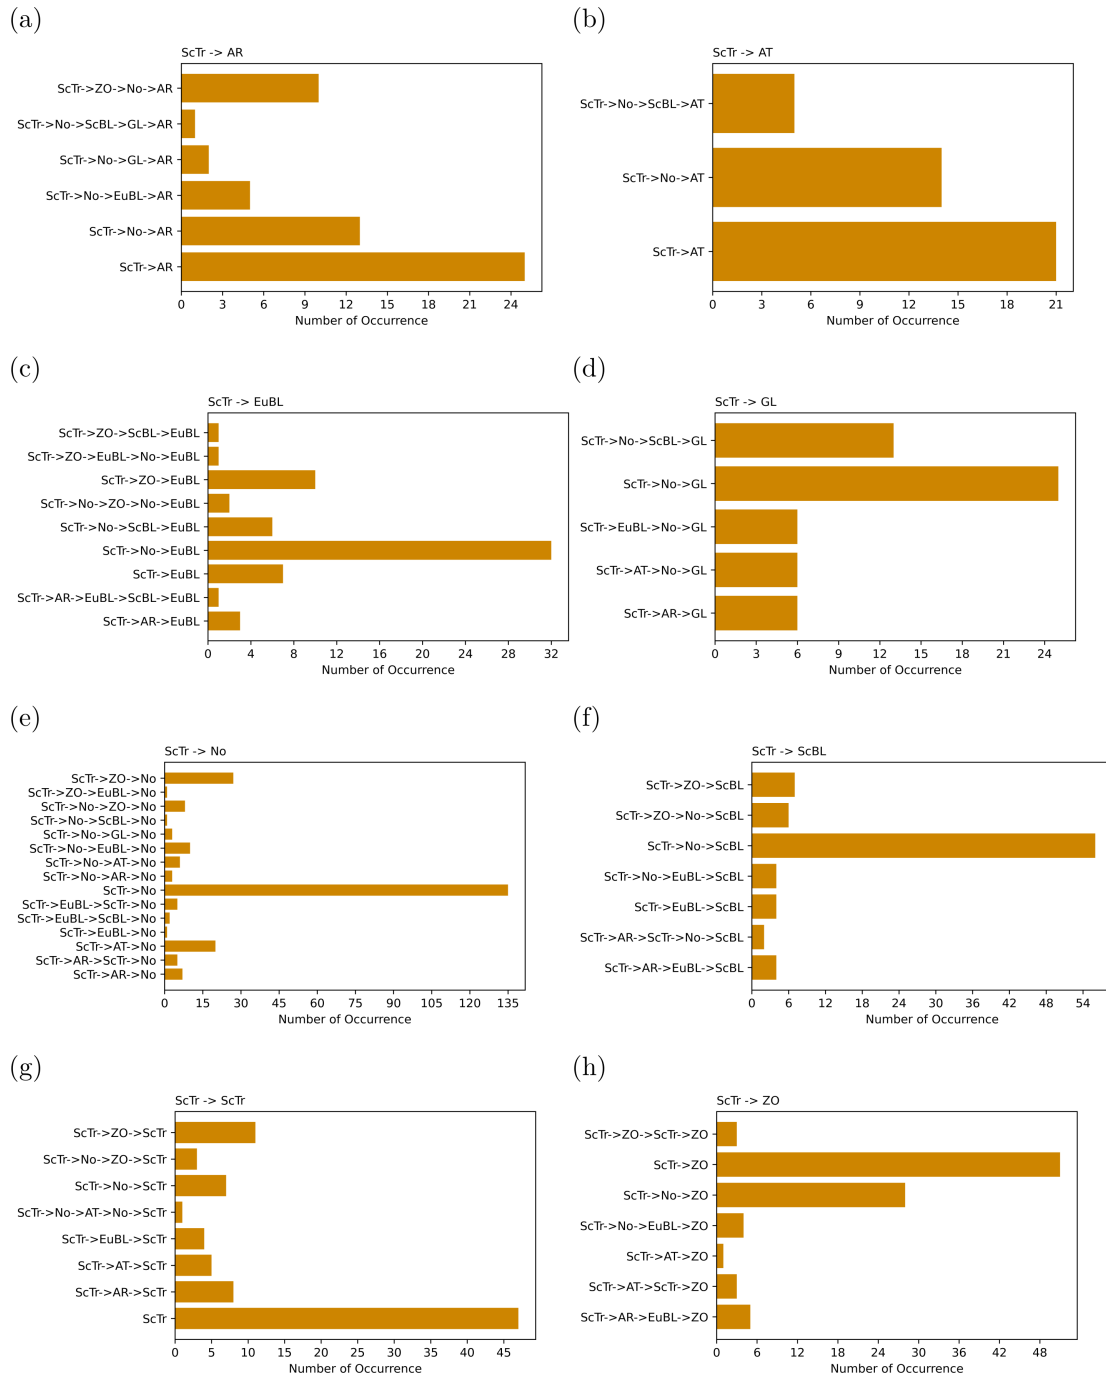 (a)
ScTr -> AR
ScTr->ZO->No->AR
ScTr->No->ScBL->GL->AR
ScTr->No->GL->AR
ScTr->No->EuBL->AR
ScTr->No->AR
ScTr->AR
0 3 6 9 12 15 18 21 24
Number of Occurrence
(b)
ScTr -> AT
ScTr->No->ScBL->AT
ScTr->No->AT
ScTr->AT
0 3 6 9 12 15 18 21
Number of Occurrence
(c)
ScTr -> EuBL
ScTr->ZO->ScBL->EuBL
ScTr->ZO->EuBL->No->EuBL
ScTr->ZO->EuBL
ScTr->No->ZO->No->EuBL
ScTr->No->ScBL->EuBL
ScTr->No->EuBL
ScTr->EuBL
ScTr->AR->EuBL->ScBL->EuBL
ScTr->AR->EuBL
0 4 8 12 16 20 24 28 32
Number of Occurrence
(d)
ScTr -> GL
ScTr->No->ScBL->GL
ScTr->No->GL
ScTr->EuBL->No->GL
ScTr->AT->No->GL
ScTr->AR->GL
0 3 6 9 12 15 18 21 24
Number of Occurrence
(e)
ScTr -> No
ScTr->ZO->No
ScTr->ZO->EuBL->No
ScTr->No->ZO->No
ScTr->No->ScBL->No
ScTr->No->GL->No
ScTr->No->EuBL->No
ScTr->No->AT->No
ScTr->No->AR->No
ScTr->No
ScTr->EuBL->ScTr->No
ScTr->EuBL->ScBL->No
ScTr->EuBL->No
ScTr->AT->No
ScTr->AR->ScTr->No
ScTr->AR->No
0 15 30 45 60 75 90 105 120 135
Number of Occurrence
(f)
ScTr -> ScBL
ScTr->ZO->ScBL
ScTr->ZO->No->ScBL
ScTr->No->ScBL
ScTr->No->EuBL->ScBL
ScTr->EuBL->ScBL
ScTr->AR->ScTr->No->ScBL
ScTr->AR->EuBL->ScBL
0 6 12 18 24 30 36 42 48 54
Number of Occurrence
(g)
ScTr -> ScTr
ScTr->ZO->ScTr
ScTr->No->ZO->ScTr
ScTr->No->ScTr
ScTr->No->AT->No->ScTr
ScTr->EuBL->ScTr
ScTr->AT->ScTr
ScTr->AR->ScTr
ScTr
0 5 10 15 20 25 30 35 40 45
Number of Occurrence
(h)
ScTr -> ZO
ScTr->ZO->ScTr->ZO
ScTr->ZO
ScTr->No->ZO
ScTr->No->EuBL->ZO
ScTr->AT->ZO
ScTr->AT->ScTr->ZO
ScTr->AR->EuBL->ZO
0 6 12 18 24 30 36 42 48
Number of Occurrence